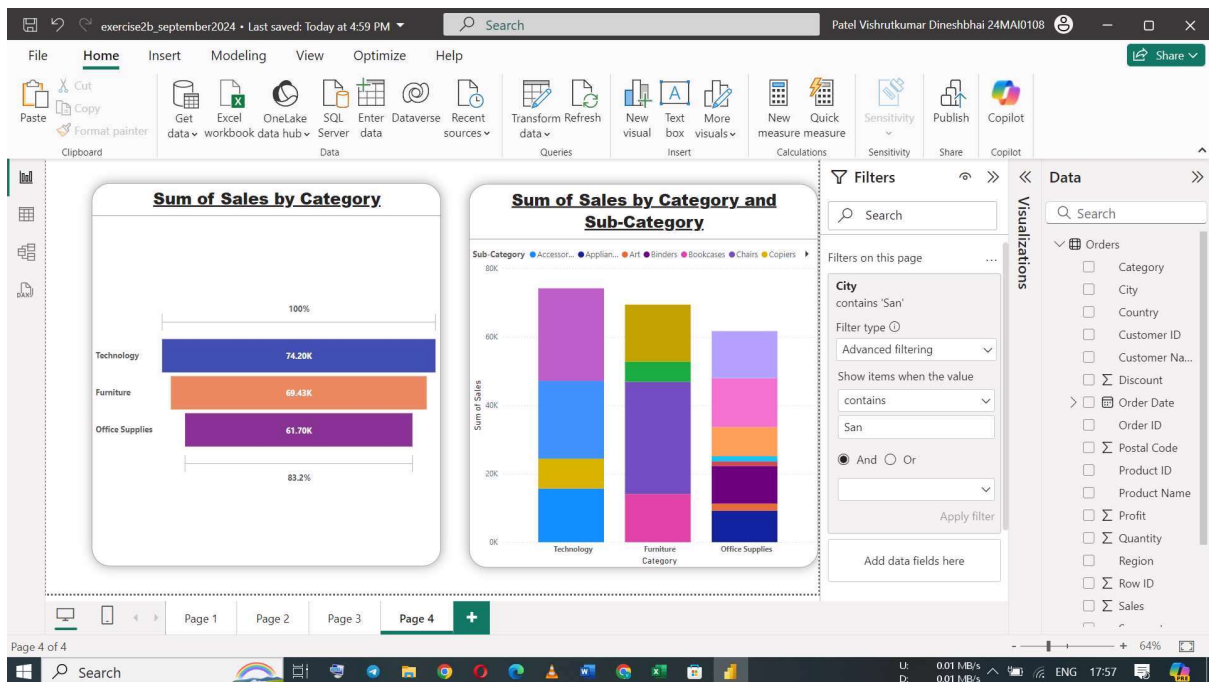 exercise2b_september2024 • Last saved: Today at 4:59 PM
Search
Patel Vishrutkumar Dineshbhai 24MAI0108
File Home Insert Modeling View Optimize Help
Share
Paste
Cut
Copy
Format painter
Clipboard
Get data
Excel workbook
OneLake data hub
SQL Server
Enter data
Dataverse
Recent sources
Data
Transform data
Refresh
Queries
New visual
Text box
More visuals
Insert
New measure
Quick measure
Calculations
Sensitivity
Sensitivity
Publish
Share
Copilot
Copilot
Sum of Sales by Category
100%
Technology 74.20K
Furniture 69.43K
Office Supplies 61.70K
83.2%
Sum of Sales by Category and
Sub-Category
Sub-Category Accessor... Applian... Art Binders Bookcases Chairs Copiers
80K
60K
40K
20K
0K
Sum of Sales
Technology Furniture Office Supplies
Category
Filters
Search
Filters on this page ...
City
contains 'San'
Filter type
Advanced filtering
Show items when the value
contains
San
And Or
Apply filter
Add data fields here
Visualizations
Data
Search
Orders
Category
City
Country
Customer ID
Customer Na...
Discount
Order Date
Order ID
Postal Code
Product ID
Product Name
Profit
Quantity
Region
Row ID
Sales
Page 1 Page 2 Page 3 Page 4
Page 4 of 4
64%
Search
U: 0.01 MB/s
D: 0.01 MB/s
ENG 17:57
PRE